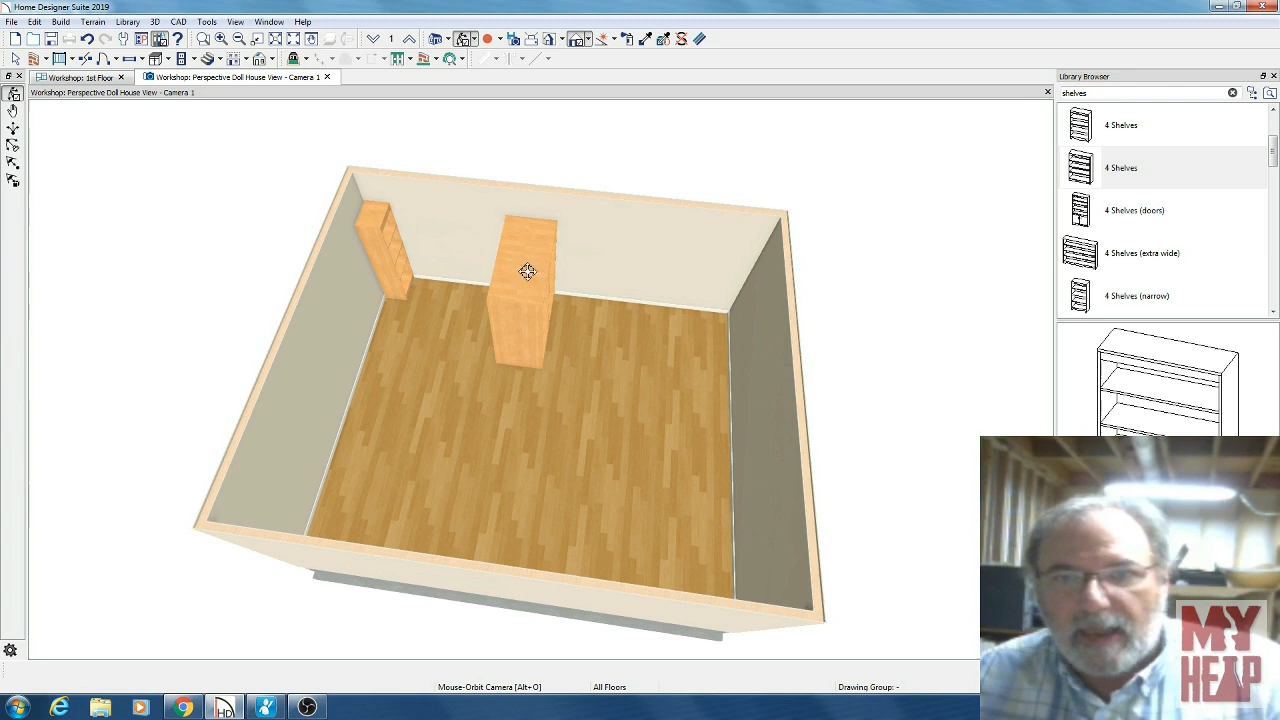 Home Designer Suite 2019
File Edit Build Terrain Library 3D CAD Tools View Window Help
1
Workshop: 1st Floor
Workshop: Perspective Doll House View - Camera 1
Workshop: Perspective Doll House View - Camera 1
Library Browser
shelves
4 Shelves
4 Shelves
4 Shelves (doors)
4 Shelves (extra wide)
4 Shelves (narrow)
Mouse-Orbit Camera [Alt+O] All Floors Drawing Group: -
MY
HEAP
HD